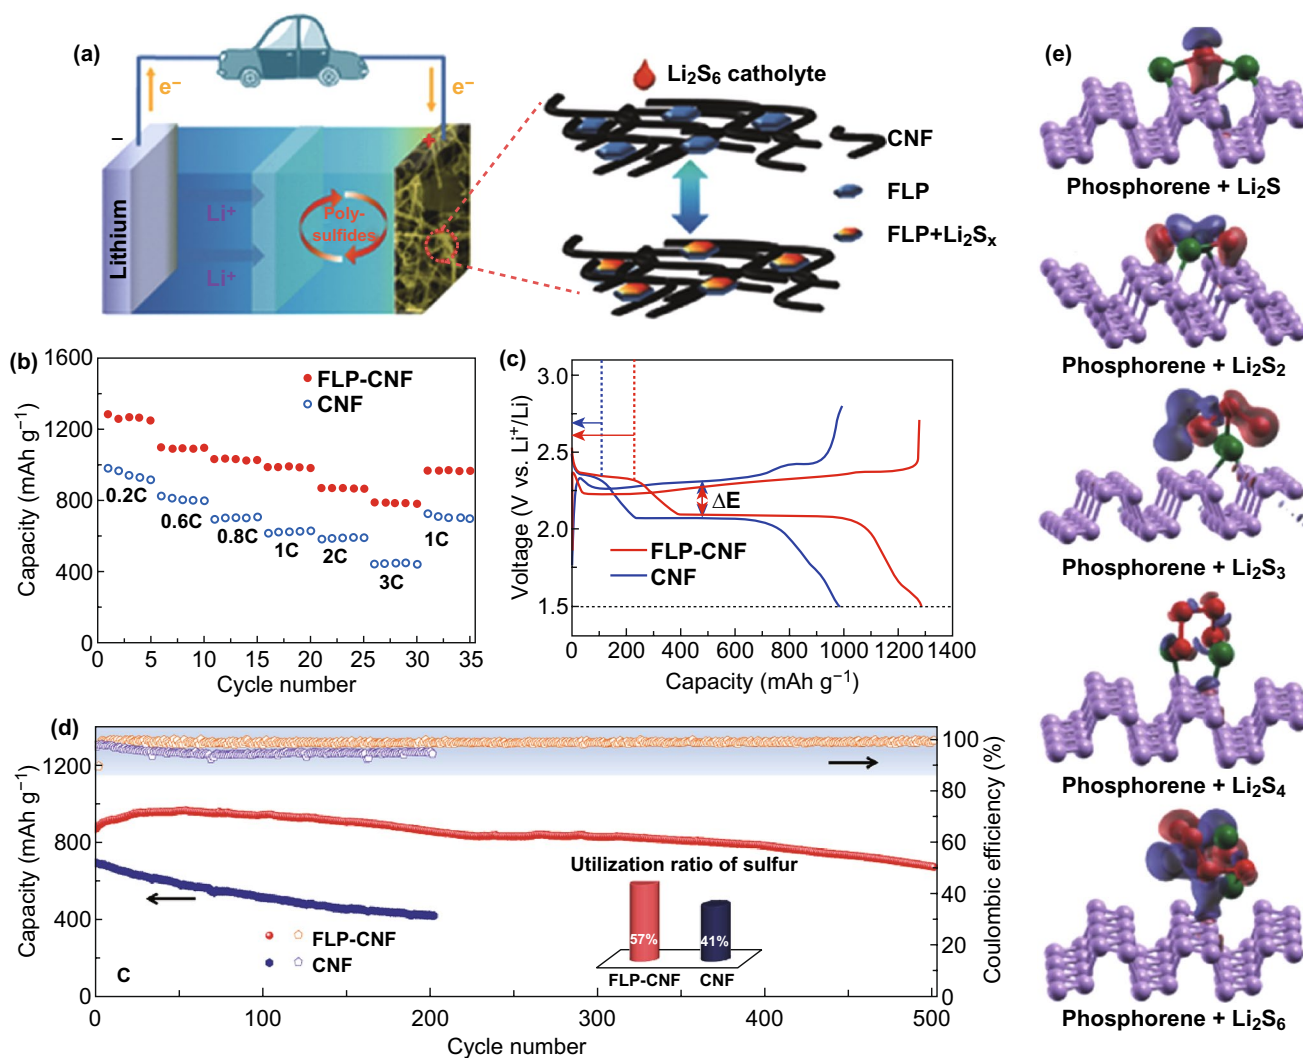 (a)
e⁻
e⁻
−
+
Lithium
Li⁺
Li⁺
Poly-
sulfides
Li₂S₆ catholyte
CNF
FLP
FLP+Li₂Sₓ
(b)
1600
1200
800
400
0
Capacity (mAh g⁻¹)
FLP-CNF
CNF
0.2C
0.6C
0.8C
1C
2C
3C
1C
0
5
10
15
20
25
30
35
Cycle number
(c)
3.0
2.5
2.0
1.5
Voltage (V vs. Li⁺/Li)
ΔE
FLP-CNF
CNF
0
200
400
600
800
1000
1200
1400
Capacity (mAh g⁻¹)
(d)
1200
800
400
0
Capacity (mAh g⁻¹)
100
80
60
40
20
0
Coulombic efficiency (%)
Utilization ratio of sulfur
57%
41%
FLP-CNF
CNF
FLP-CNF
CNF
C
0
100
200
300
400
500
Cycle number
(e)
Phosphorene + Li₂S
Phosphorene + Li₂S₂
Phosphorene + Li₂S₃
Phosphorene + Li₂S₄
Phosphorene + Li₂S₆